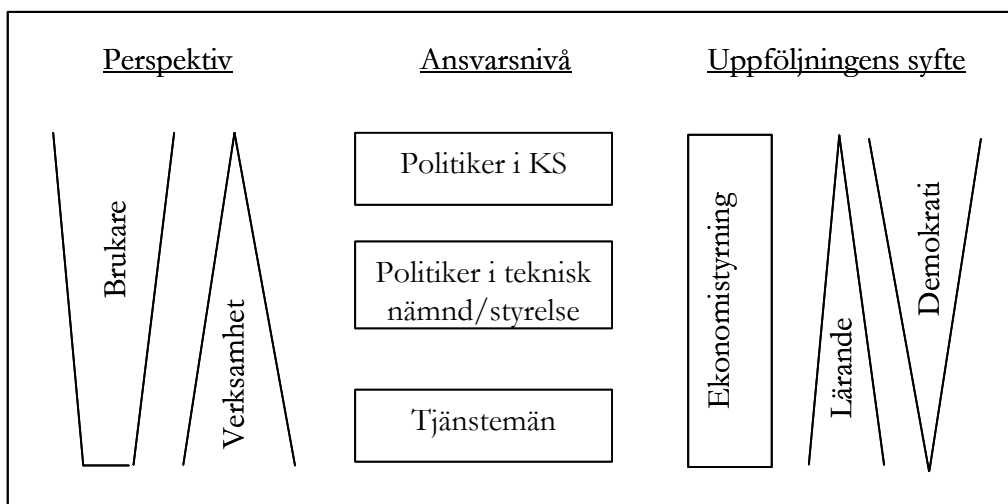 Perspektiv
Ansvarsnivå
Uppföljningens syfte
Brukare
Verksamhet
Politiker i KS
Politiker i teknisk
nämnd/styrelse
Tjänstemän
Ekonomistyrning
Lärande
Demokrati